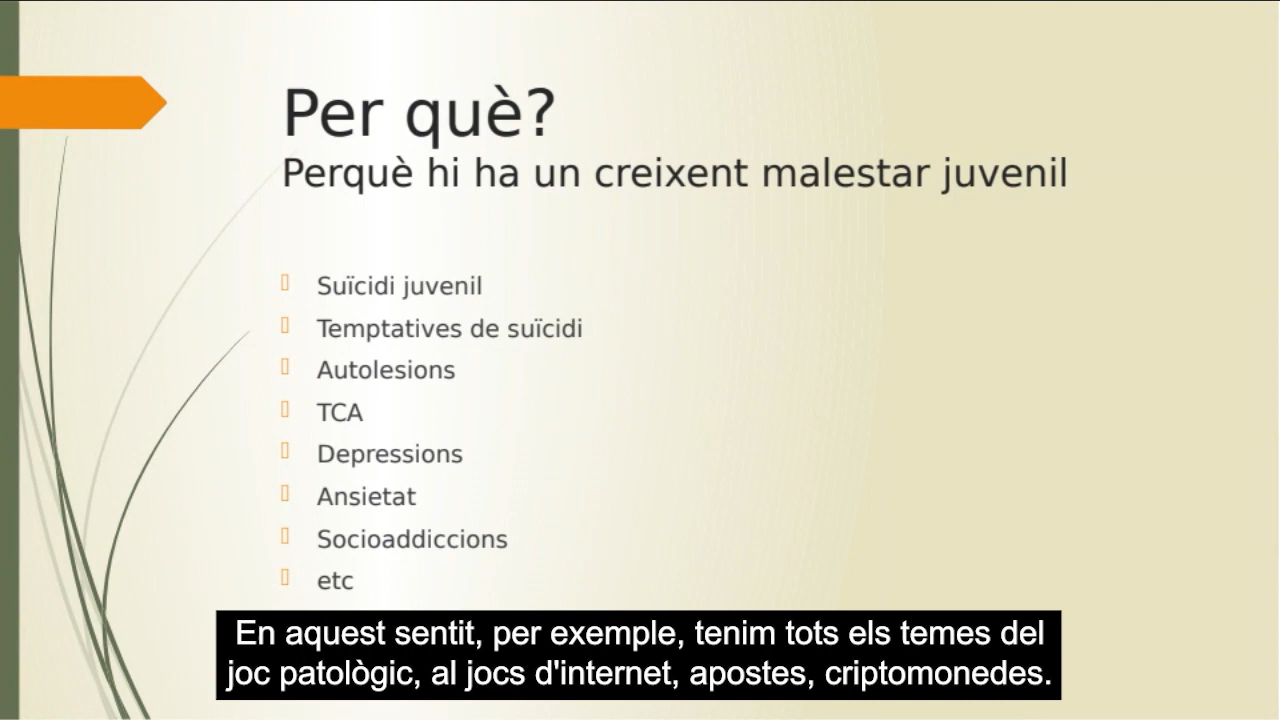 Per què?
Perquè hi ha un creixent malestar juvenil
Suïcidi juvenil
Temptatives de suïcidi
Autolesions
TCA
Depressions
Ansietat
Socioaddiccions
etc
En aquest sentit, per exemple, tenim tots els temes del
joc patològic, al jocs d'internet, apostes, criptomonedes.